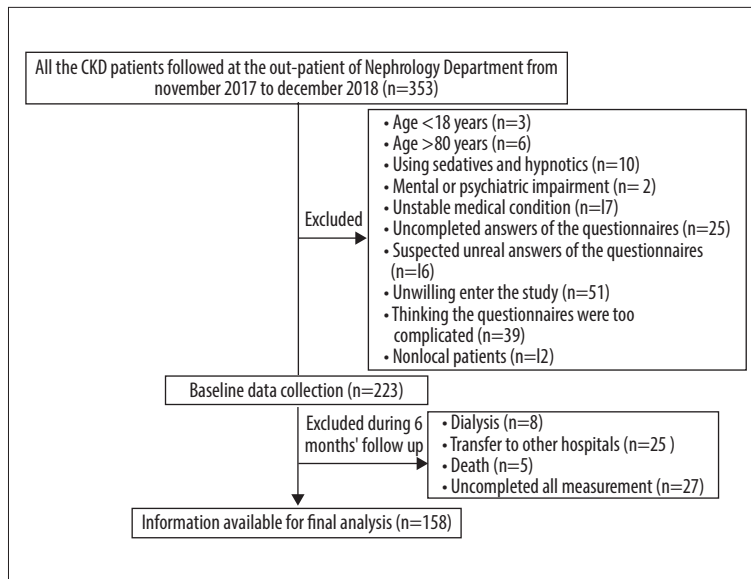 All the CKD patients followed at the out-patient of Nephrology Department from
november 2017 to december 2018 (n=353)
Excluded
• Age <18 years (n=3)
• Age >80 years (n=6)
• Using sedatives and hypnotics (n=10)
• Mental or psychiatric impairment (n= 2)
• Unstable medical condition (n=l7)
• Uncompleted answers of the questionnaires (n=25)
• Suspected unreal answers of the questionnaires
(n=l6)
• Unwilling enter the study (n=51)
• Thinking the questionnaires were too
complicated (n=39)
• Nonlocal patients (n=l2)
Baseline data collection (n=223)
Excluded during 6
months' follow up
• Dialysis (n=8)
• Transfer to other hospitals (n=25 )
• Death (n=5)
• Uncompleted all measurement (n=27)
Information available for final analysis (n=158)